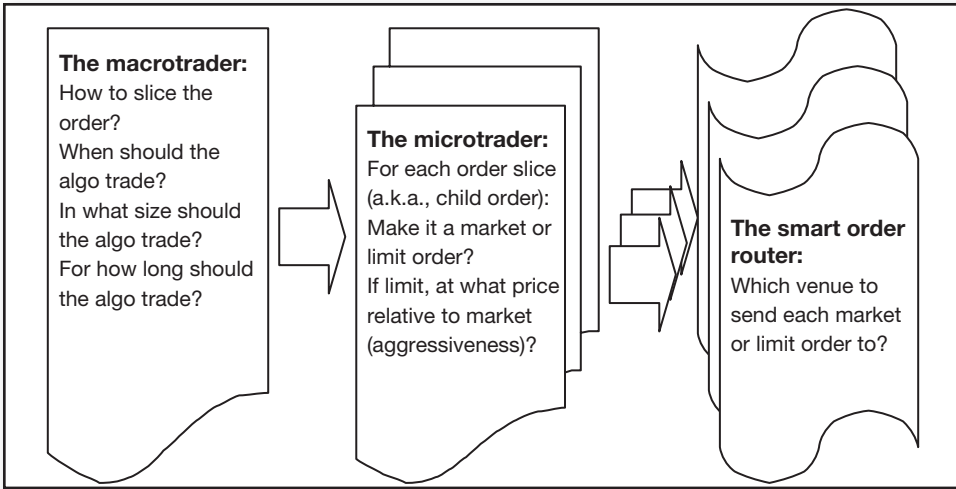 The macrotrader:
How to slice the
order?
When should the
algo trade?
In what size should
the algo trade?
For how long should
the algo trade?
The microtrader:
For each order slice
(a.k.a., child order):
Make it a market or
limit order?
If limit, at what price
relative to market
(aggressiveness)?
The smart order
router:
Which venue to
send each market
or limit order to?